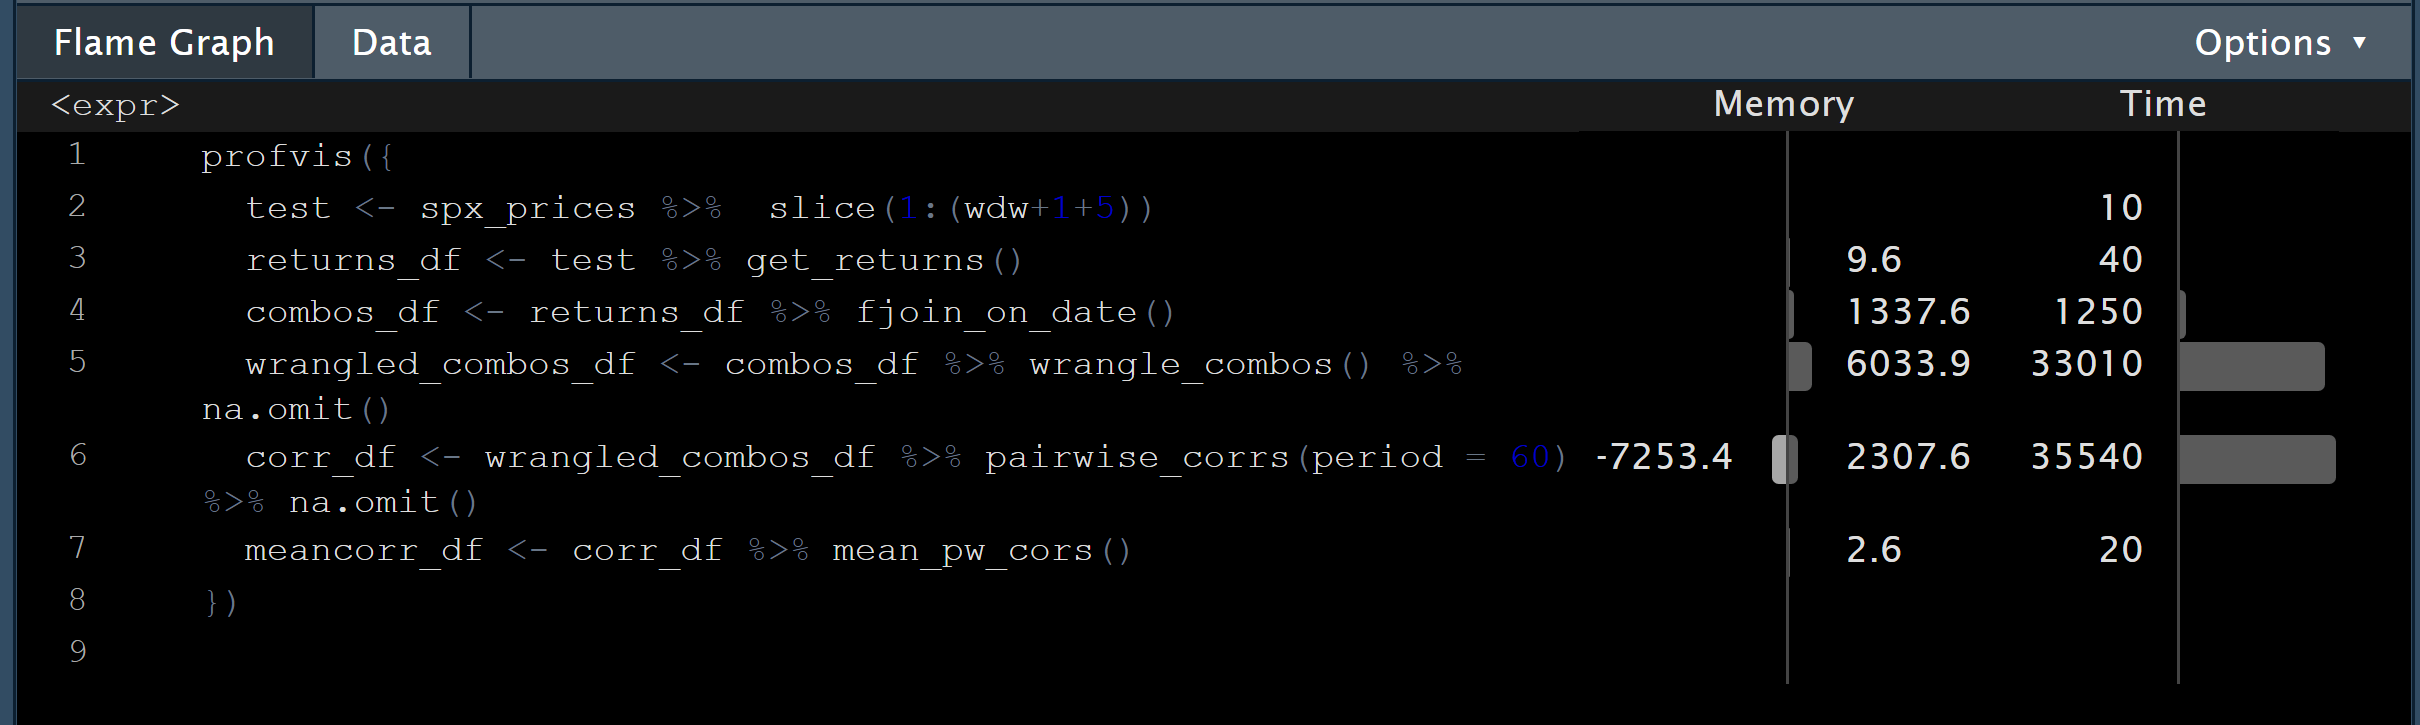 Flame Graph Data Options ▼
<expr> Memory Time
1 profvis({
2 test <- spx_prices %>%  slice(1:(wdw+1+5)) 10
3 returns_df <- test %>% get_returns() 9.6 40
4 combos_df <- returns_df %>% fjoin_on_date() 1337.6 1250
5 wrangled_combos_df <- combos_df %>% wrangle_combos() %>% 6033.9 33010
na.omit()
6 corr_df <- wrangled_combos_df %>% pairwise_corrs(period = 60) -7253.4 2307.6 35540
%>% na.omit()
7 meancorr_df <- corr_df %>% mean_pw_cors() 2.6 20
8 })
9